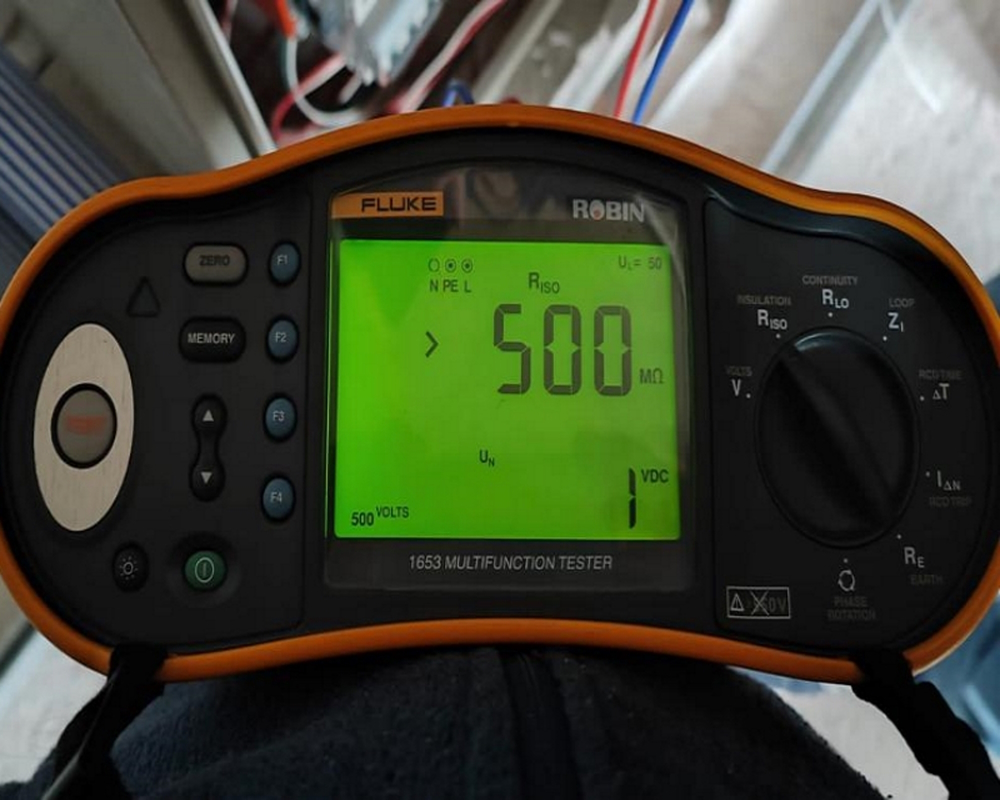 FLUKE
ROBIN
ZERO
F1
MEMORY
F2
F3
F4
TEST
N PE L
RISO
UL= 50
> 500 MΩ
UN
500 VOLTS
1 VDC
1653 MULTIFUNCTION TESTER
CONTINUITY
RLO
INSULATION
RISO
LOOP
ZI
VOLTS
V
RCD TIME
ΔT
IΔN
RCD TRIP
RE
EARTH
PHASE
ROTATION